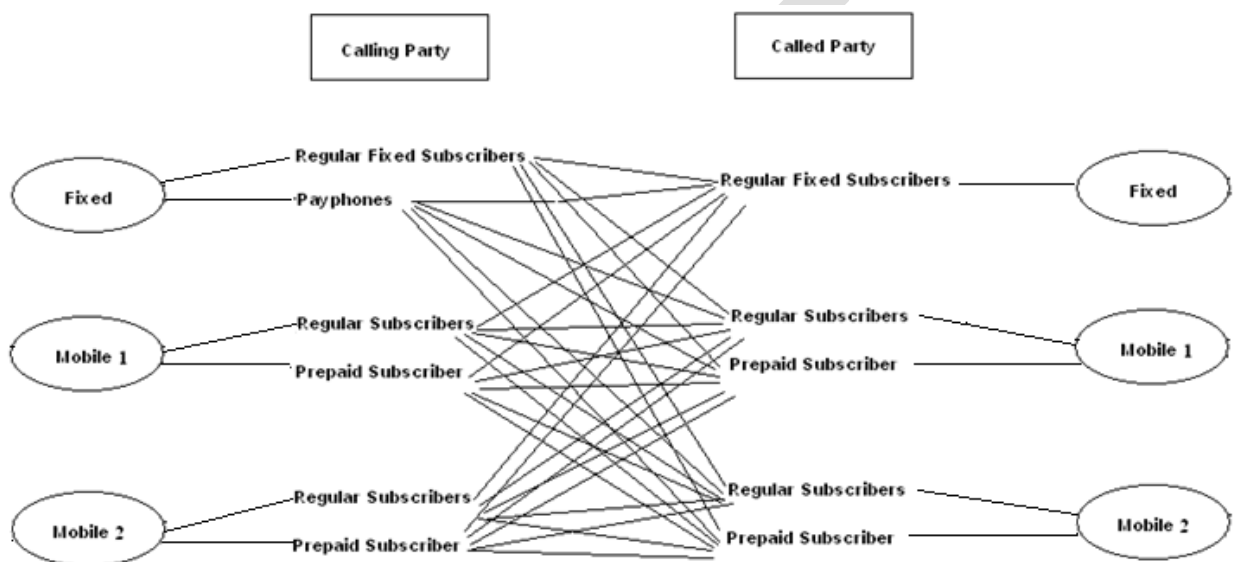 Calling Party
Called Party
Regular Fixed Subscribers
Regular Fixed Subscribers
Fixed
Payphones
Fixed
Regular Subscribers
Regular Subscribers
Mobile 1
Mobile 1
Prepaid Subscriber
Prepaid Subscriber
Regular Subscribers
Regular Subscribers
Mobile 2
Mobile 2
Prepaid Subscriber
Prepaid Subscriber